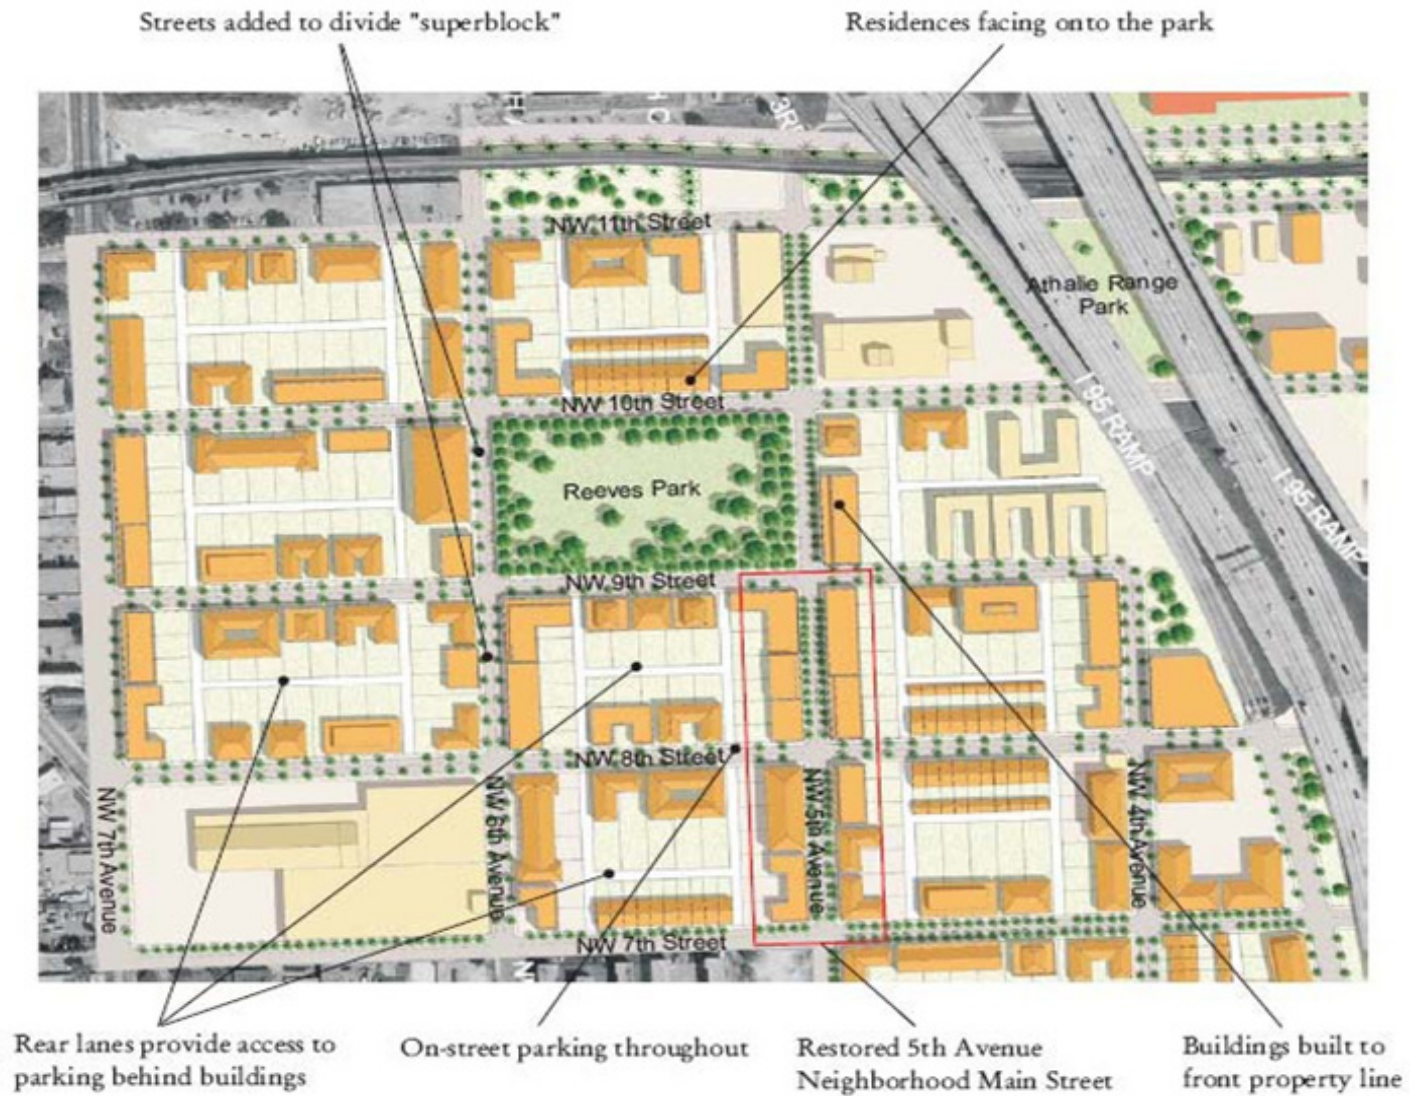 Streets added to divide "superblock"
Residences facing onto the park
3R
NW 11th Street
Athalie Range
Park
NW 10th Street
I 95 RAMP
Reeves Park
I 95 RAMP
NW 9th Street
NW 8th Street
NW 7th Avenue
NW 6th Avenue
NW 5th Avenue
NW 4th Avenue
NW 7th Street
Rear lanes provide access to
parking behind buildings
On-street parking throughout
Restored 5th Avenue
Neighborhood Main Street
Buildings built to
front property line